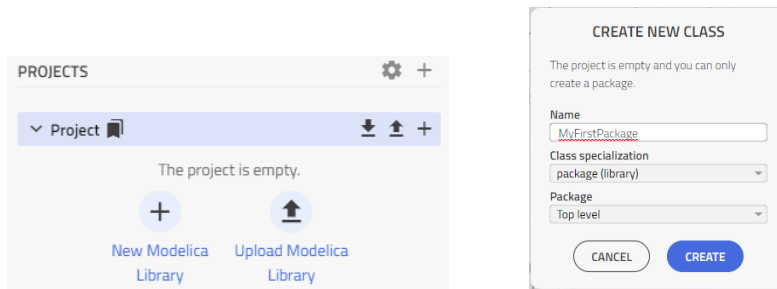 PROJECTS
Project
The project is empty.
New Modelica
Library
Upload Modelica
Library
CREATE NEW CLASS
The project is empty and you can only
create a package.
Name
MyFirstPackage
Class specialization
package (library)
Package
Top level
CANCEL
CREATE